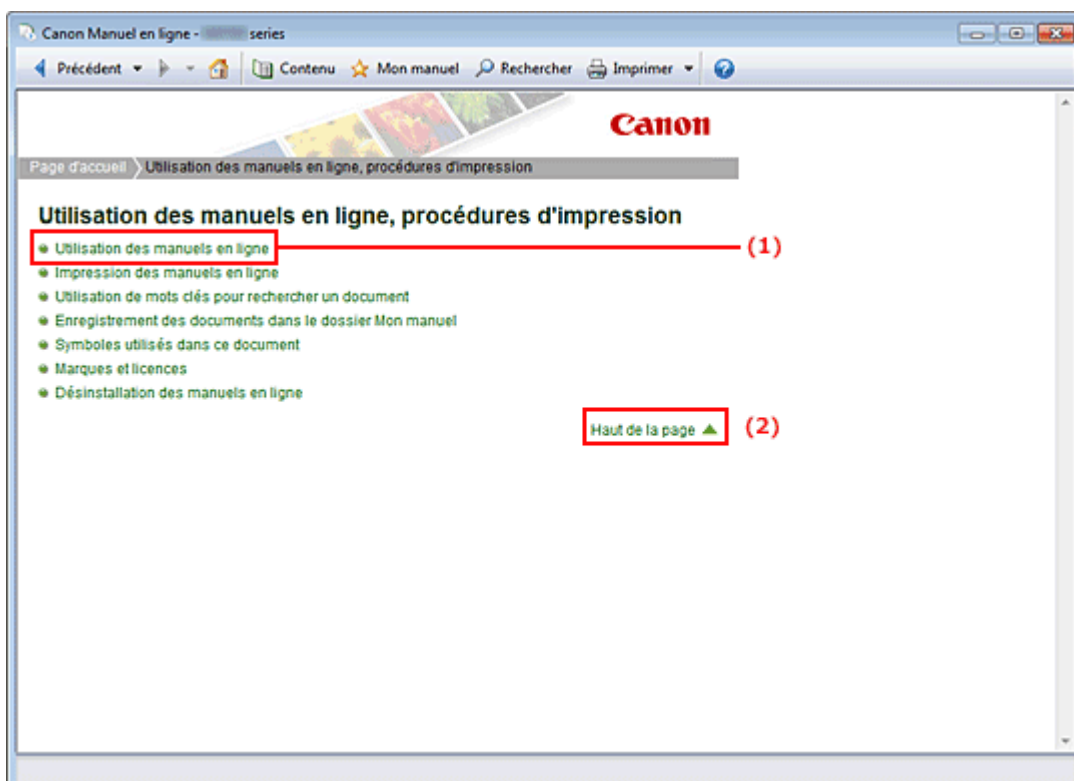 Canon Manuel en ligne - series
Précédent Contenu Mon manuel Rechercher Imprimer
Canon
Page d'accueil Utilisation des manuels en ligne, procédures d'impression
Utilisation des manuels en ligne, procédures d'impression
Utilisation des manuels en ligne (1)
Impression des manuels en ligne
Utilisation de mots clés pour rechercher un document
Enregistrement des documents dans le dossier Mon manuel
Symboles utilisés dans ce document
Marques et licences
Désinstallation des manuels en ligne
Haut de la page (2)